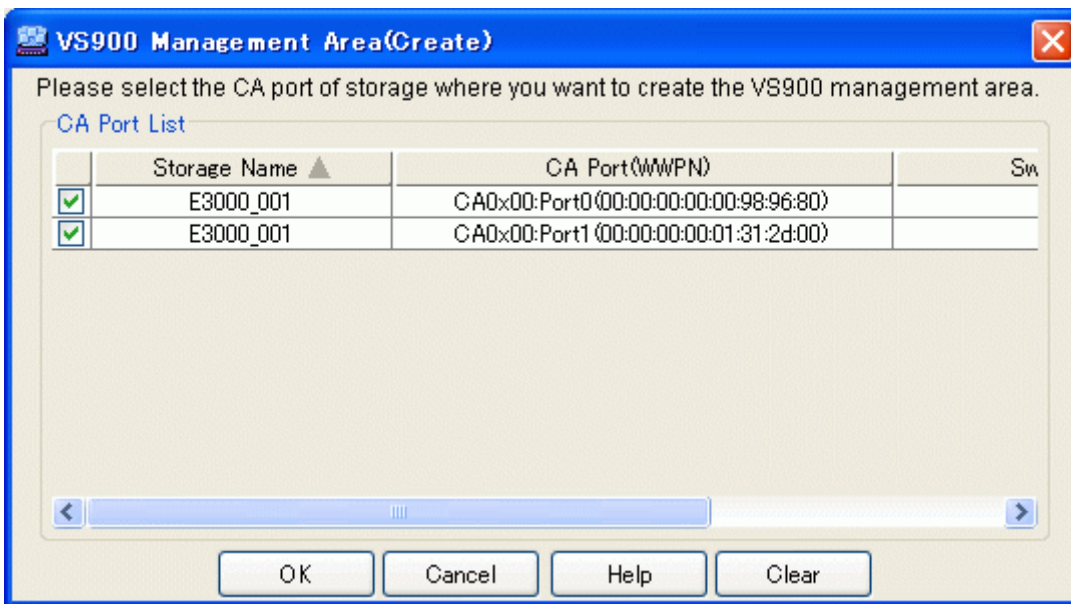 VS900 Management Area(Create)
Please select the CA port of storage where you want to create the VS900 management area.
CA Port List
Storage Name CA Port(WWPN) Sw
E3000_001 CA0x00:Port0(00:00:00:00:00:98:96:80)
E3000_001 CA0x00:Port1(00:00:00:00:01:31:2d:00)
OK Cancel Help Clear